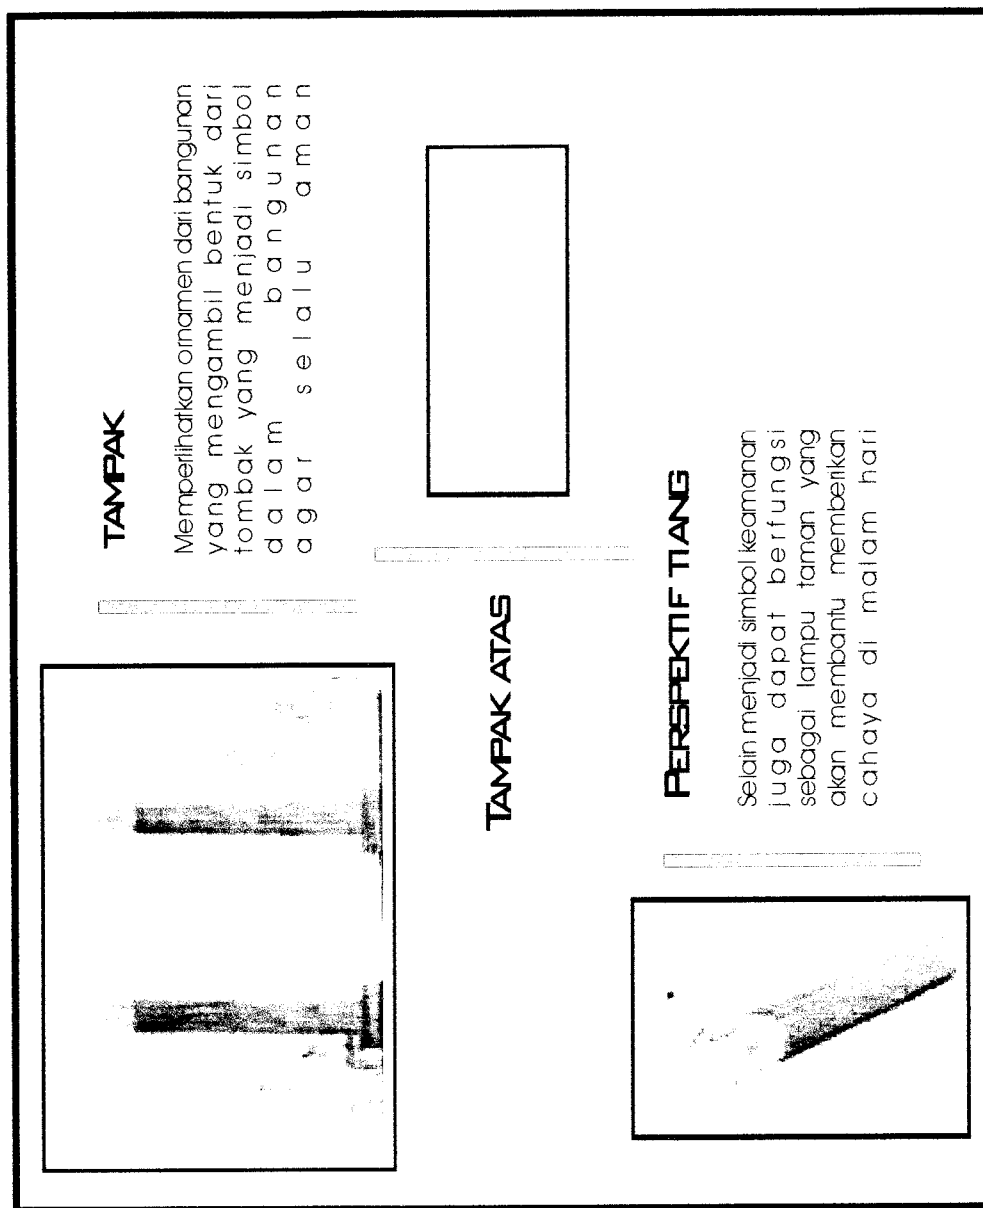 TAMPAK
Memperlihatkan ornamen dari bangunan
yang mengambil bentuk dari
tombak yang menjadi simbol
dalam bangunan
agar selalu aman
TAMPAK ATAS
PERSPEKTIF TIANG
Selain menjadi simbol keamanan
juga dapat berfungsi
sebagai lampu taman yang
akan membantu memberikan
cahaya di malam hari